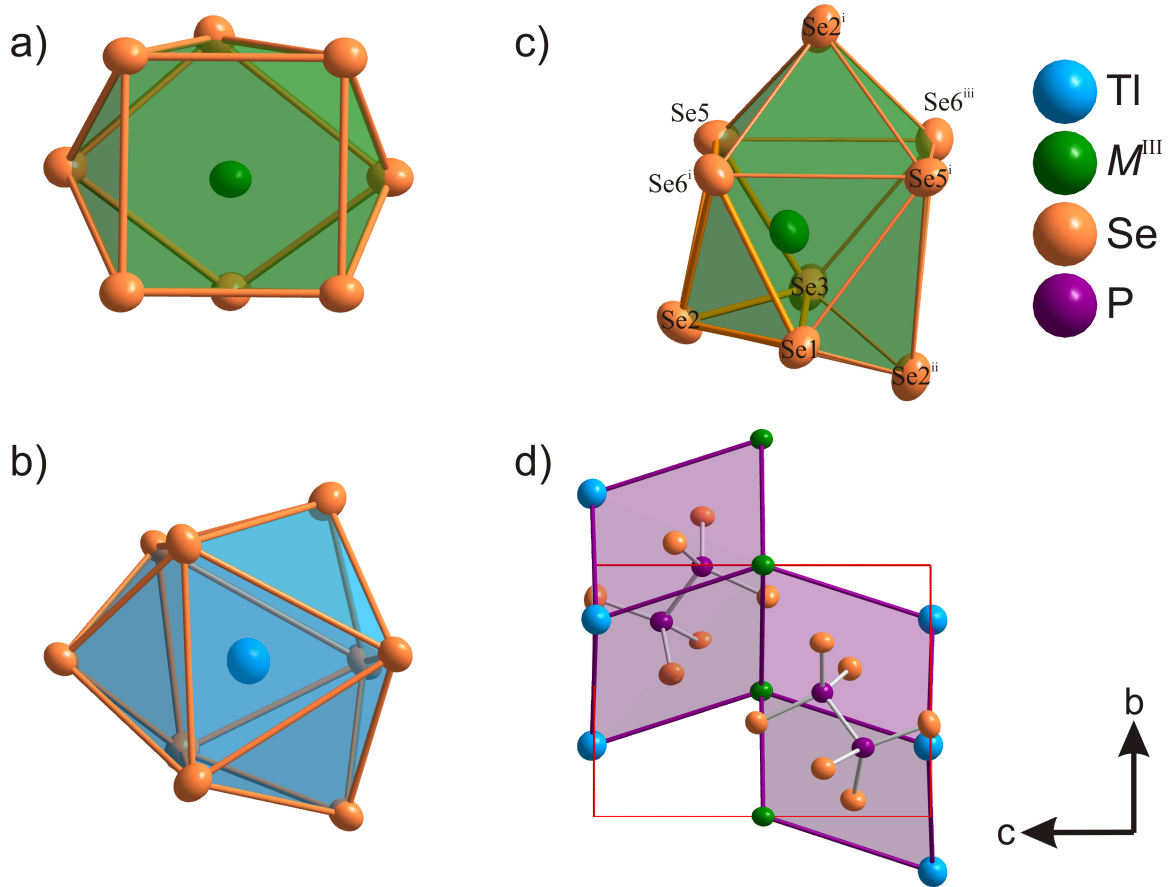 a)
c)
Se2ⁱ
Se5
Se6ⁱⁱⁱ
Se6ⁱ
Se5ⁱ
Se3
Se2
Se1
Se2ⁱⁱ
Tl
Mᴵᴵᴵ
Se
P
b)
d)
b
c